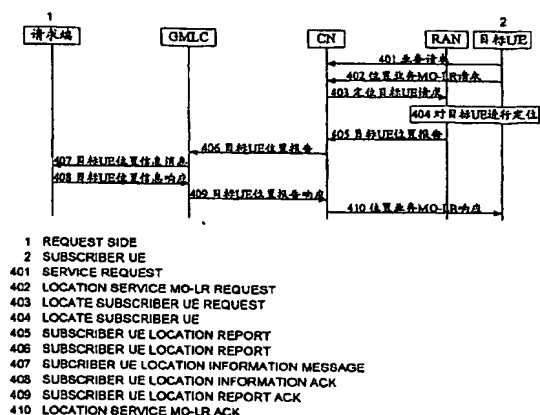 1
2
请求端 GMLC CN RAN 目标UE
401 业务请求
402 位置业务MO-LR请求
403 定位目标UE请求
404 对目标UE进行定位
405 目标UE位置报告
406 目标UE位置报告
407 目标UE位置信息消息
408 目标UE位置信息响应
409 目标UE位置报告响应
410 位置业务MO-LR响应
1 REQUEST SIDE
2 SUBSCRIBER UE
401 SERVICE REQUEST
402 LOCATION SERVICE MO-LR REQUEST
403 LOCATE SUBSCRIBER UE REQUEST
404 LOCATE SUBSCRIBER UE
405 SUBSCRIBER UE LOCATION REPORT
406 SUBSCRIBER UE LOCATION REPORT
407 SUBCRIBER UE LOCATION INFORMATION MESSAGE
408 SUBSCRIBER UE LOCATION INFORMATION ACK
409 SUBSCRIBER UE LOCATION REPORT ACK
410 LOCATION SERVICE MO-LR ACK